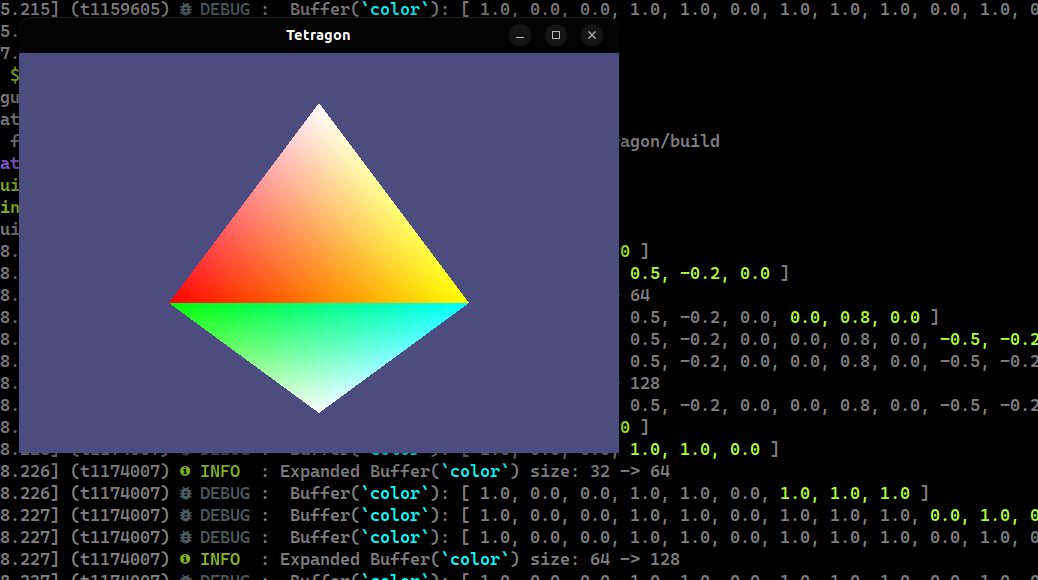 5.215] (t1159605) DEBUG : Buffer(`color`): [ 1.0, 0.0, 0.0, 1.0, 1.0, 0.0, 1.0, 1.0, 1.0, 0.0, 1.0, 0
5.
Tetragon
7.
$
gu
at
f agon/build
at
ui
in
ui
8. 0 ]
8. 0.5, −0.2, 0.0 ]
8. 64
8. 0.5, −0.2, 0.0, 0.0, 0.8, 0.0 ]
8. 0.5, −0.2, 0.0, 0.0, 0.8, 0.0, −0.5, −0.2
8. 0.5, −0.2, 0.0, 0.0, 0.8, 0.0, −0.5, −0.2
8. 128
8. 0.5, −0.2, 0.0, 0.0, 0.8, 0.0, −0.5, −0.2
8. 0 ]
8. 1.0, 1.0, 0.0 ]
8.226] (t1174007) INFO : Expanded Buffer(`color`) size: 32 −> 64
8.226] (t1174007) DEBUG : Buffer(`color`): [ 1.0, 0.0, 0.0, 1.0, 1.0, 0.0, 1.0, 1.0, 1.0 ]
8.227] (t1174007) DEBUG : Buffer(`color`): [ 1.0, 0.0, 0.0, 1.0, 1.0, 0.0, 1.0, 1.0, 1.0, 0.0, 1.0, 0
8.227] (t1174007) DEBUG : Buffer(`color`): [ 1.0, 0.0, 0.0, 1.0, 1.0, 0.0, 1.0, 1.0, 1.0, 0.0, 1.0, 0
8.227] (t1174007) INFO : Expanded Buffer(`color`) size: 64 −> 128